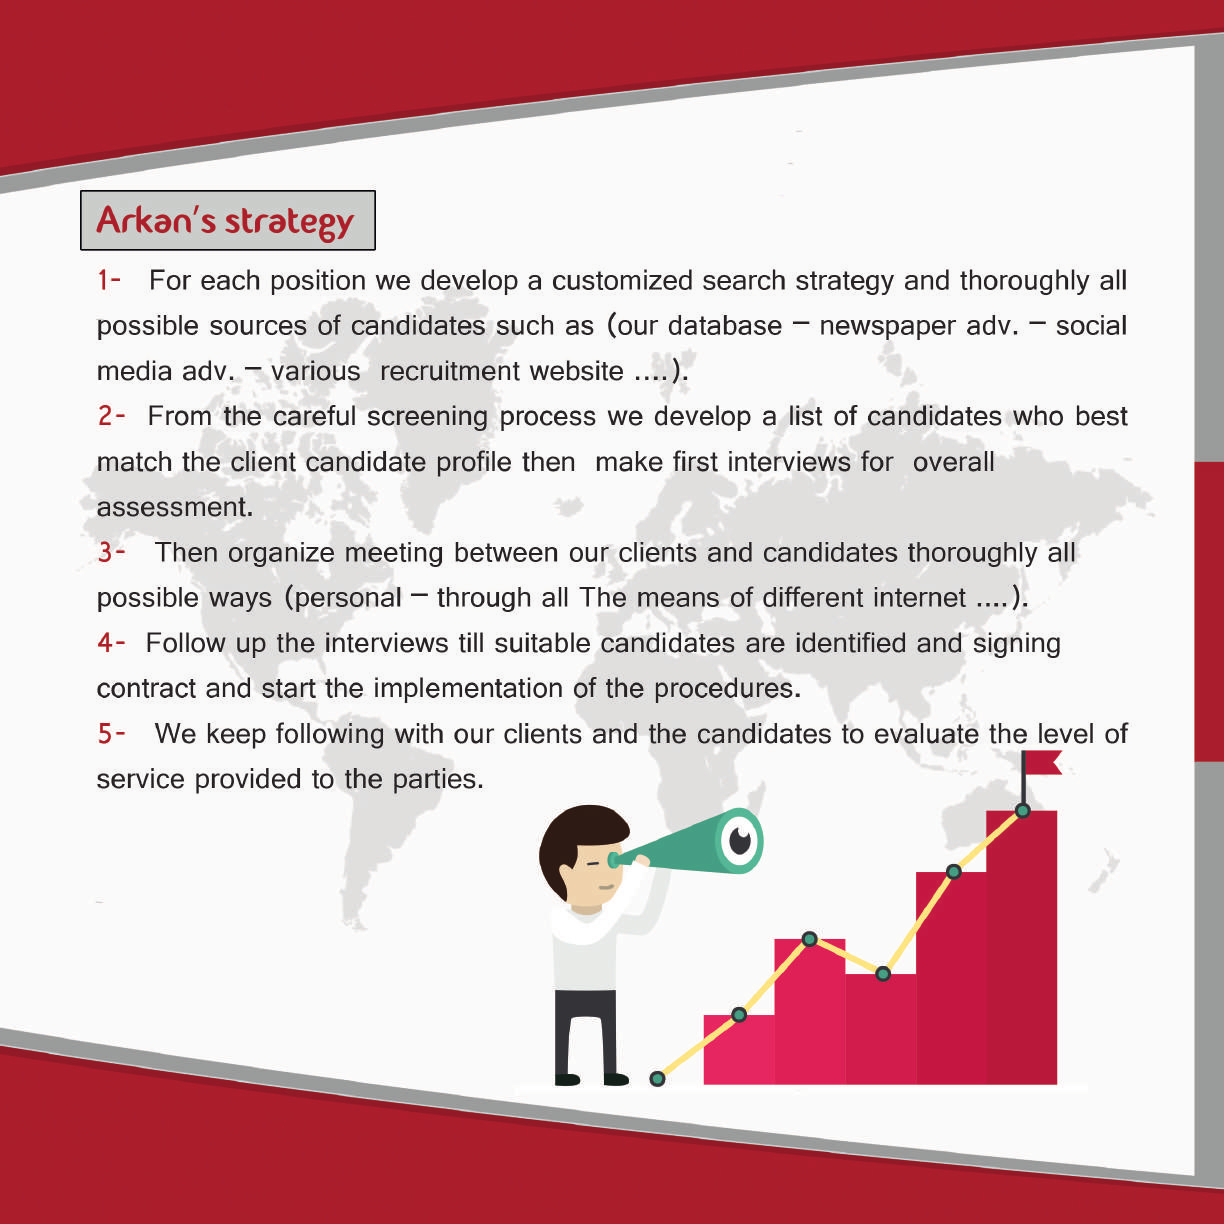 Arkan's strategy
1- For each position we develop a customized search strategy and thoroughly all
possible sources of candidates such as (our database – newspaper adv. – social
media adv. – various recruitment website ....).
2- From the careful screening process we develop a list of candidates who best
match the client candidate profile then make first interviews for overall
assessment.
3- Then organize meeting between our clients and candidates thoroughly all
possible ways (personal – through all The means of different internet ....).
4- Follow up the interviews till suitable candidates are identified and signing
contract and start the implementation of the procedures.
5- We keep following with our clients and the candidates to evaluate the level of
service provided to the parties.